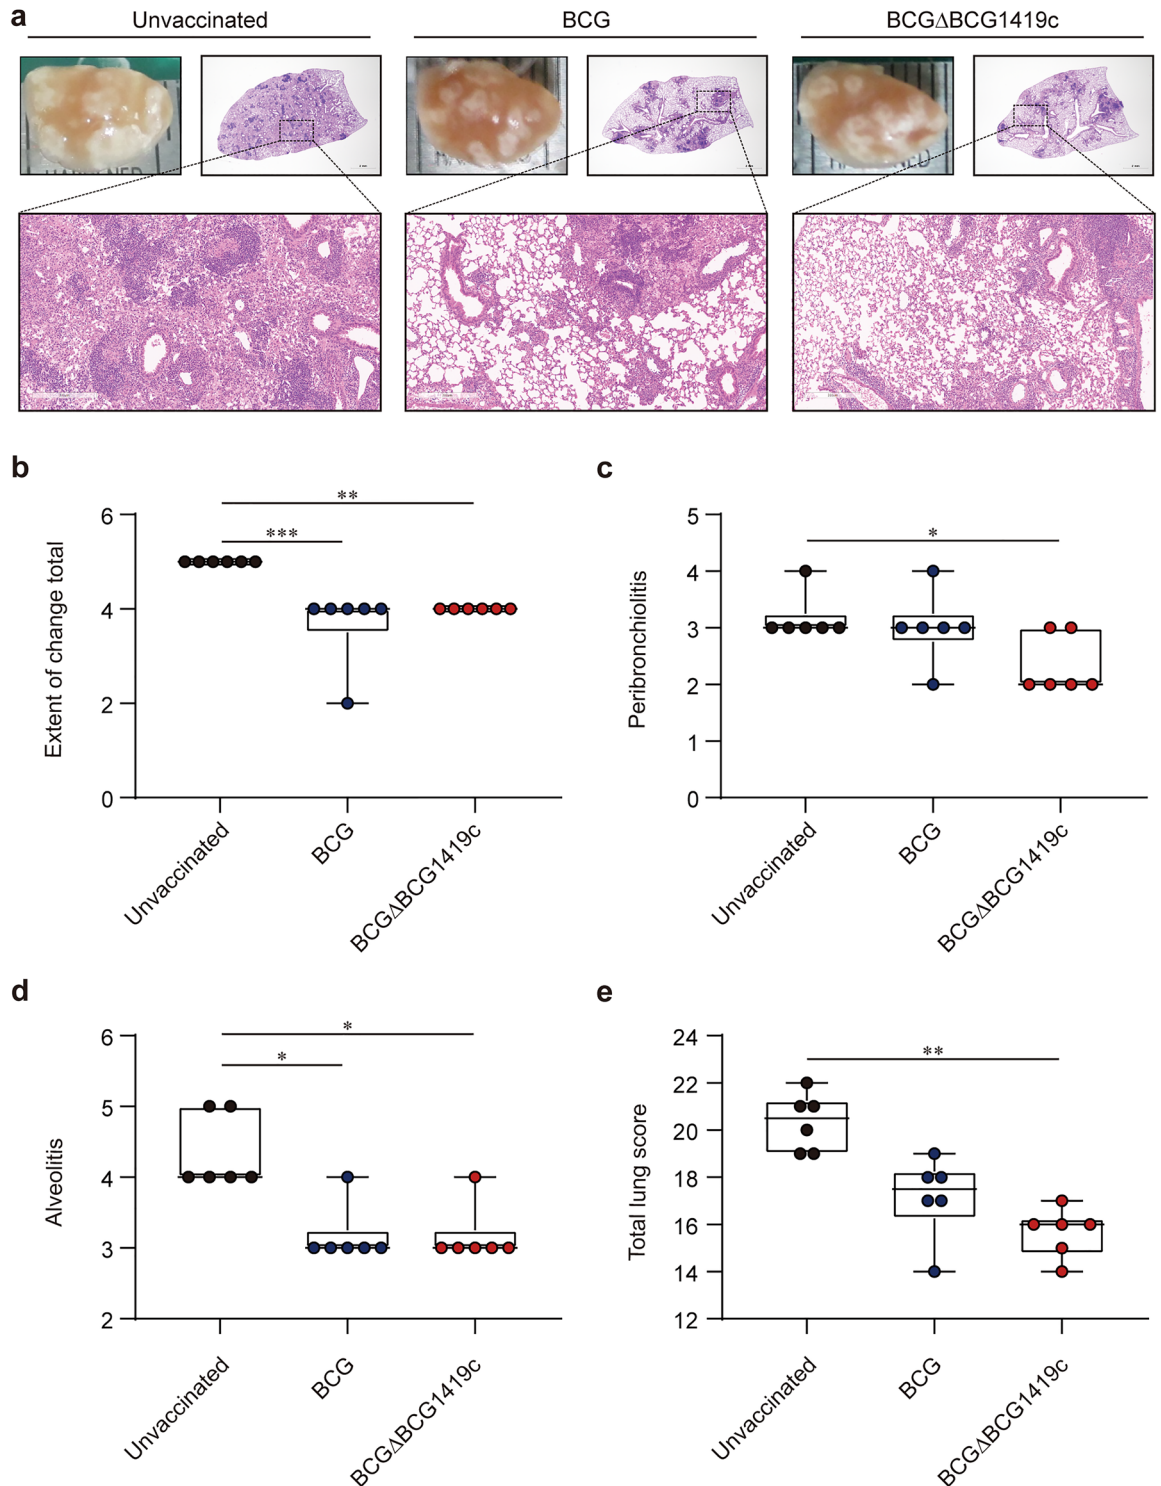 a
Unvaccinated
BCG
BCGΔBCG1419c
HARDENED
b
**
***
6
4
2
0
Extent of change total
Unvaccinated
BCG
BCGΔBCG1419c
c
*
5
4
3
2
1
0
Peribronchiolitis
Unvaccinated
BCG
BCGΔBCG1419c
d
*
*
6
5
4
3
2
Alveolitis
Unvaccinated
BCG
BCGΔBCG1419c
e
**
24
22
20
18
16
14
12
Total lung score
Unvaccinated
BCG
BCGΔBCG1419c